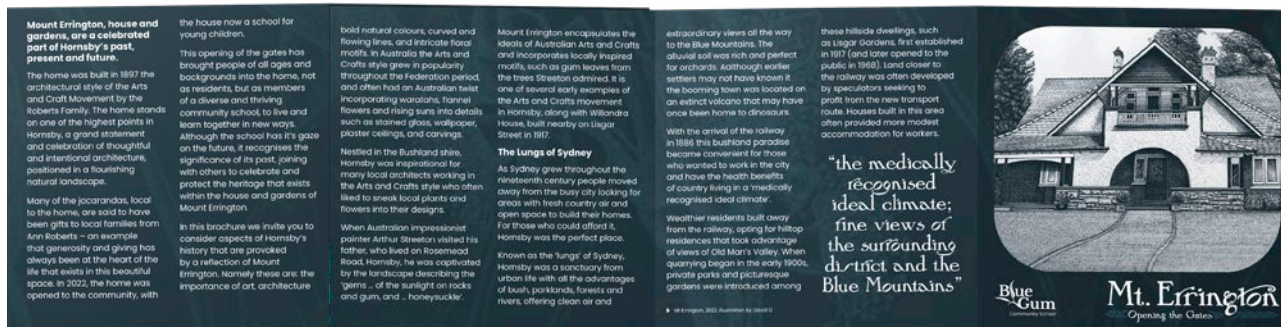 Mount Errington, house and
gardens, are a celebrated
part of Hornsby's past,
present and future.
The home was built in 1897 the
architectural style of the Arts
and Craft Movement by the
Roberts Family. The home stands
on one of the highest points in
Hornsby, a grand statement
and celebration of thoughtful
and intentional architecture,
positioned in a flourishing
natural landscape.
Many of the jacarandas, local
to the home, are said to have
been gifts to local families from
Ann Roberts – an example
that generosity and giving has
always been at the heart of the
life that exists in this beautiful
space. In 2022, the home was
opened to the community, with
the house now a school for
young children.
This opening of the gates has
brought people of all ages and
backgrounds into the home, not
as residents, but as members
of a diverse and thriving
community school, to live and
learn together in new ways.
Although the school has it's gaze
on the future, it recognises the
significance of its past, joining
with others to celebrate and
protect the heritage that exists
within the house and gardens of
Mount Errington.
In this brochure we invite you to
consider aspects of Hornsby's
history that are provoked
by a reflection of Mount
Errington. Namely these are: the
importance of art, architecture
bold natural colours, curved and
flowing lines, and intricate floral
motifs. In Australia the Arts and
Crafts style grew in popularity
throughout the Federation period,
and often had an Australian twist
incorporating waratahs, flannel
flowers and rising suns into details
such as stained glass, wallpaper,
plaster ceilings, and carvings.
Nestled in the Bushland shire,
Hornsby was inspirational for
many architects working in
the Arts and Crafts style who often
liked to sneak local plants and
flowers into their designs.
When Australian impressionist
painter Arthur Streeton visited his
father, who lived on Rosemead
Road, Hornsby, he was captivated
by the landscape describing the
'gems ... of the sunlight on rocks
and gum, and ... honeysuckle'.
Mount Errington encapsulates the
ideals of Australian Arts and Crafts
and incorporates locally inspired
motifs, such as gum leaves from
the trees Streeton admired. It is
one of several early examples of
the Arts and Crafts movement
in Hornsby, along with Willandra
House, built nearby on Lisgar
Street in 1917.
The Lungs of Sydney
As Sydney grew throughout the
nineteenth century people moved
away from the busy city looking for
areas with fresh country air and
open space to build their homes.
For those who could afford it,
Hornsby was the perfect place.
Known as the 'lungs' of Sydney,
Hornsby was a sanctuary from
urban life with all the advantages
of bush, parklands, forests and
rivers, offering clean air and
extraordinary views all the way
to the Blue Mountains. The
alluvial soil was rich and perfect
for orchards. Aalthough earlier
settlers may not have known it
the booming town was located on
an extinct volcano that may have
once been home to dinosaurs.
With the arrival of the railway
in 1886 this bushland paradise
became convenient for those
who wanted to work in the city
and have the health benefits
of country living in a 'medically
recognised ideal climate'.
Wealthier residents built away
from the railway, opting for hilltop
residences that took advantage
of views of Old Man's Valley. When
quarrying began in the early 1900s,
private parks and picturesque
gardens were introduced among
Mt Errington, 2022, Illustration by David O
these hillside dwellings, such
as Lisgar Gardens, first established
in 1917 (and later opened to the
public in 1968). Land closer to
the railway was often developed
by speculators seeking to
profit from the new transport
route. Houses built in this area
often provided more modest
accommodation for workers.
"the medically
recognised
ideal climate;
fine views of
the surrounding
district and the
Blue Mountains"
Blue
Gum
Community School
Mt. Errington
Opening the Gates